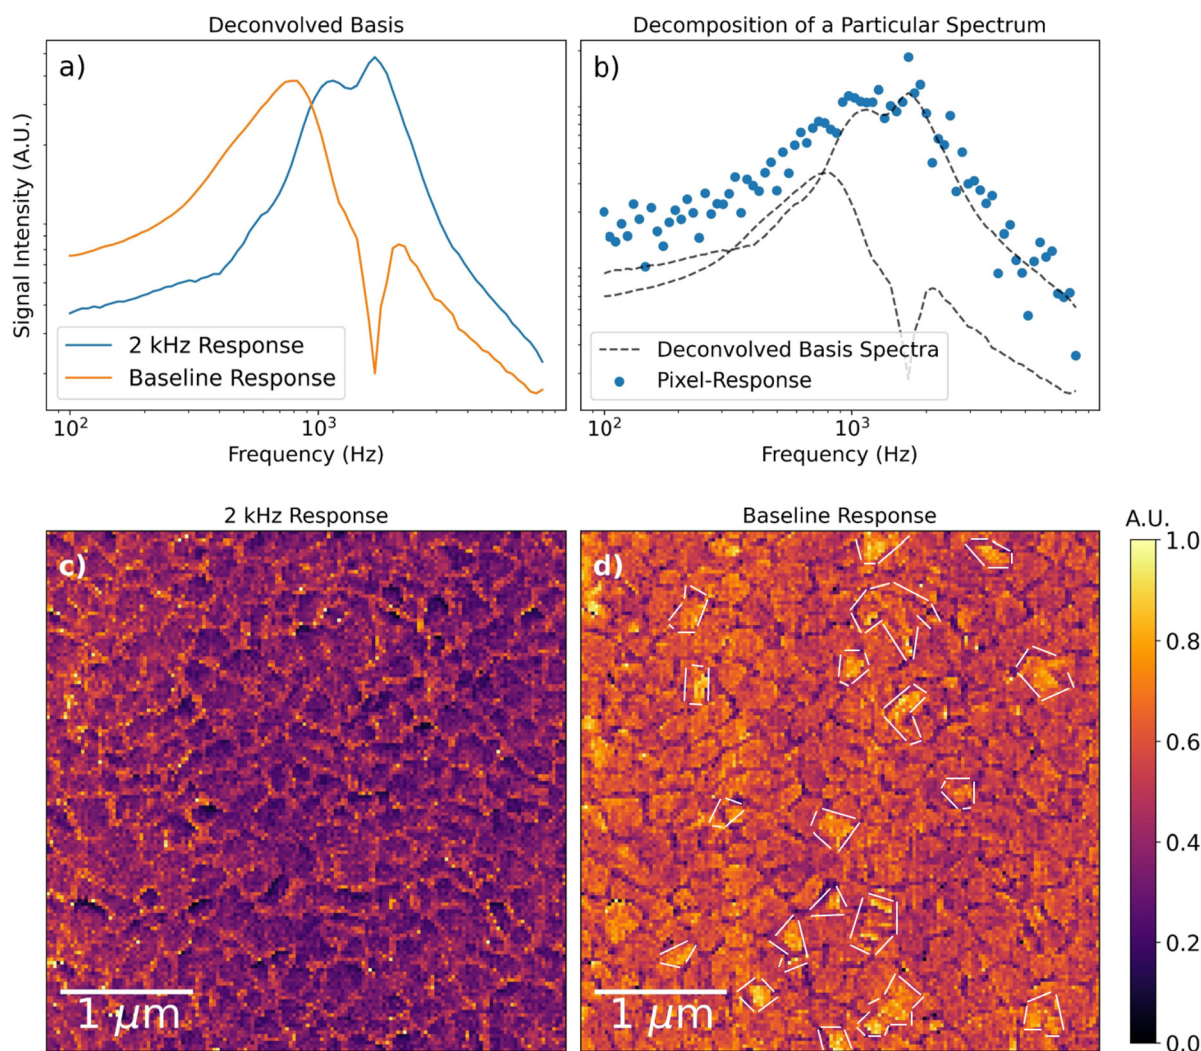 Deconvolved Basis
Decomposition of a Particular Spectrum
a)
b)
Signal Intensity (A.U.)
2 kHz Response
Baseline Response
Deconvolved Basis Spectra
Pixel-Response
10²
10³
10²
10³
Frequency (Hz)
Frequency (Hz)
2 kHz Response
Baseline Response
A.U.
c)
d)
1.0
0.8
0.6
0.4
0.2
0.0
1 μm
1 μm